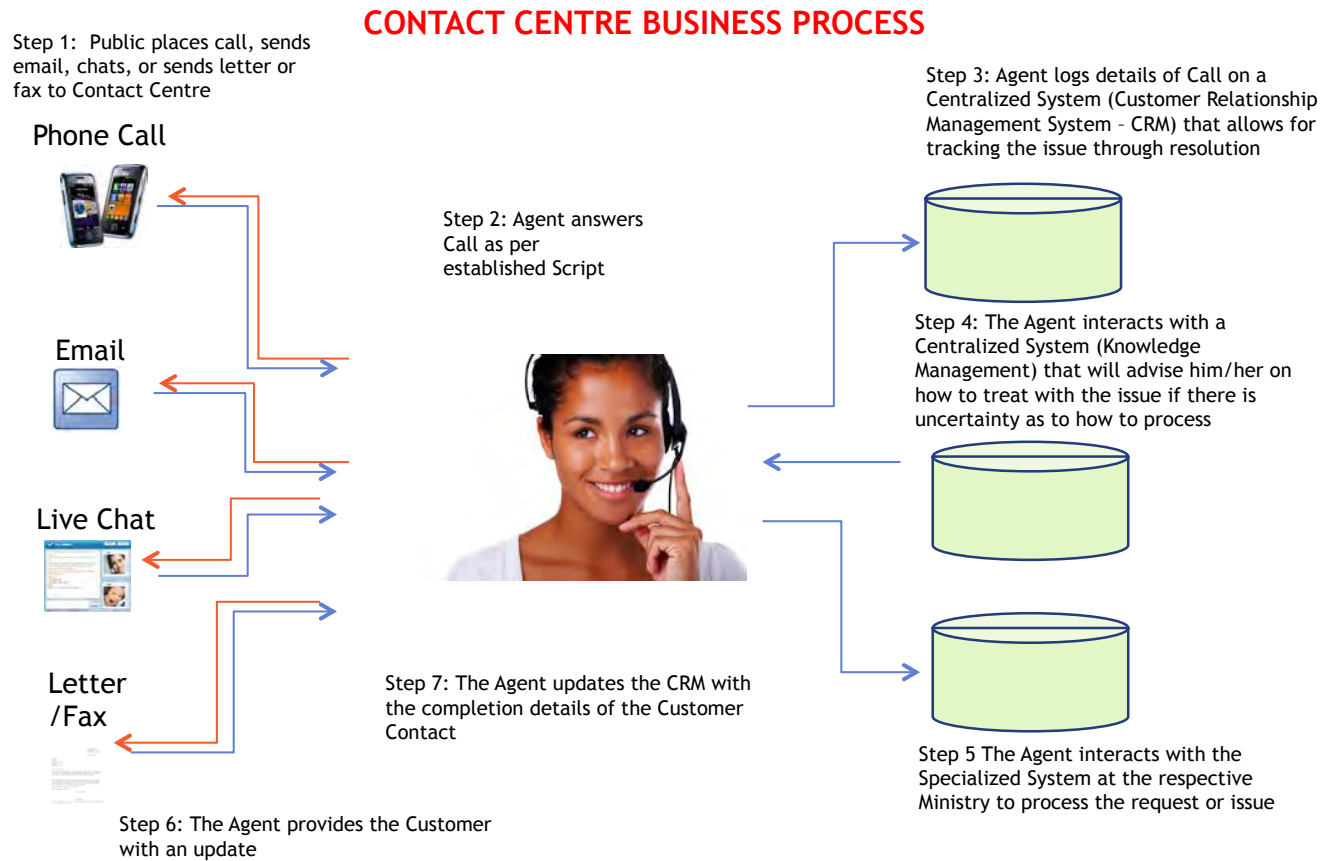 CONTACT CENTRE BUSINESS PROCESS
Step 1:  Public places call, sends
email, chats, or sends letter or
fax to Contact Centre
Phone Call
Email
Live Chat
Letter
/Fax
Step 2: Agent answers
Call as per
established Script
Step 3: Agent logs details of Call on a
Centralized System (Customer Relationship
Management System – CRM) that allows for
tracking the issue through resolution
Step 4: The Agent interacts with a
Centralized System (Knowledge
Management) that will advise him/her on
how to treat with the issue if there is
uncertainty as to how to process
Step 5 The Agent interacts with the
Specialized System at the respective
Ministry to process the request or issue
Step 6: The Agent provides the Customer
with an update
Step 7: The Agent updates the CRM with
the completion details of the Customer
Contact